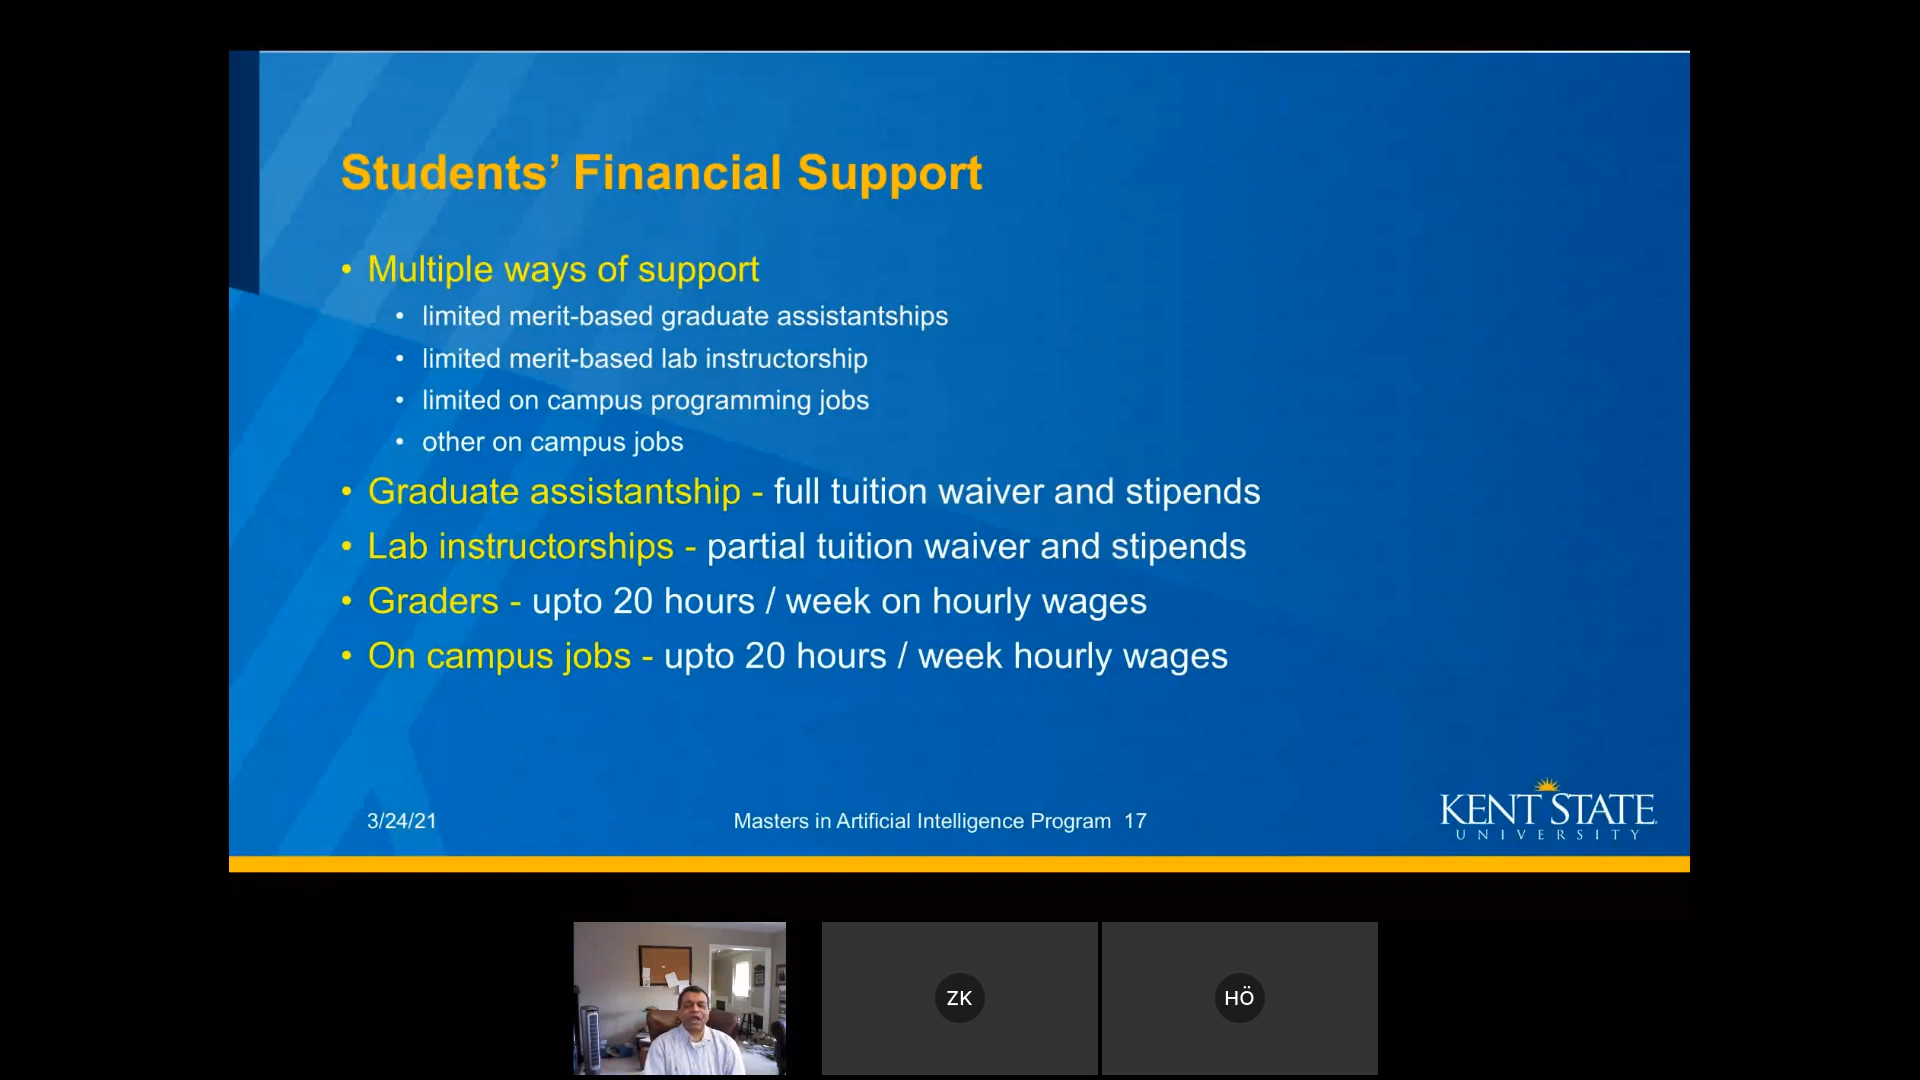 Students’ Financial Support
• Multiple ways of support
• limited merit-based graduate assistantships
• limited merit-based lab instructorship
• limited on campus programming jobs
• other on campus jobs
• Graduate assistantship - full tuition waiver and stipends
• Lab instructorships - partial tuition waiver and stipends
• Graders - upto 20 hours / week on hourly wages
• On campus jobs - upto 20 hours / week hourly wages
3/24/21
Masters in Artificial Intelligence Program 17
KENT STATE
UNIVERSITY
ZK
HÖ